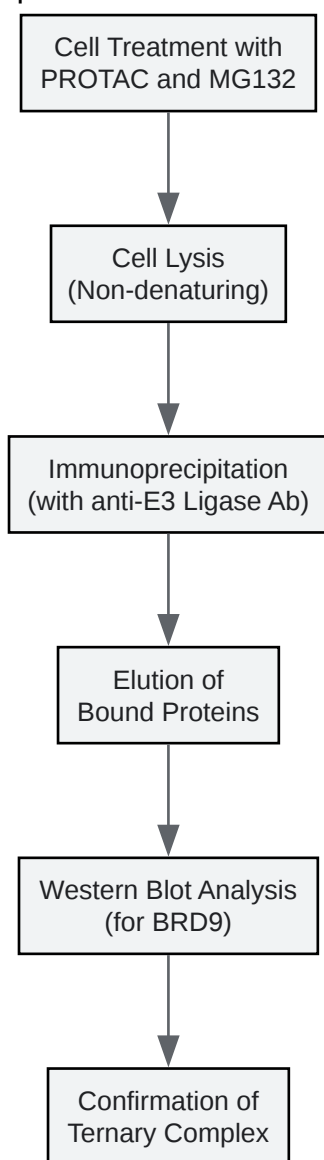 Cell Treatment with
PROTAC and MG132
Cell Lysis
(Non-denaturing)
Immunoprecipitation
(with anti-E3 Ligase Ab)
Elution of
Bound Proteins
Western Blot Analysis
(for BRD9)
Confirmation of
Ternary Complex